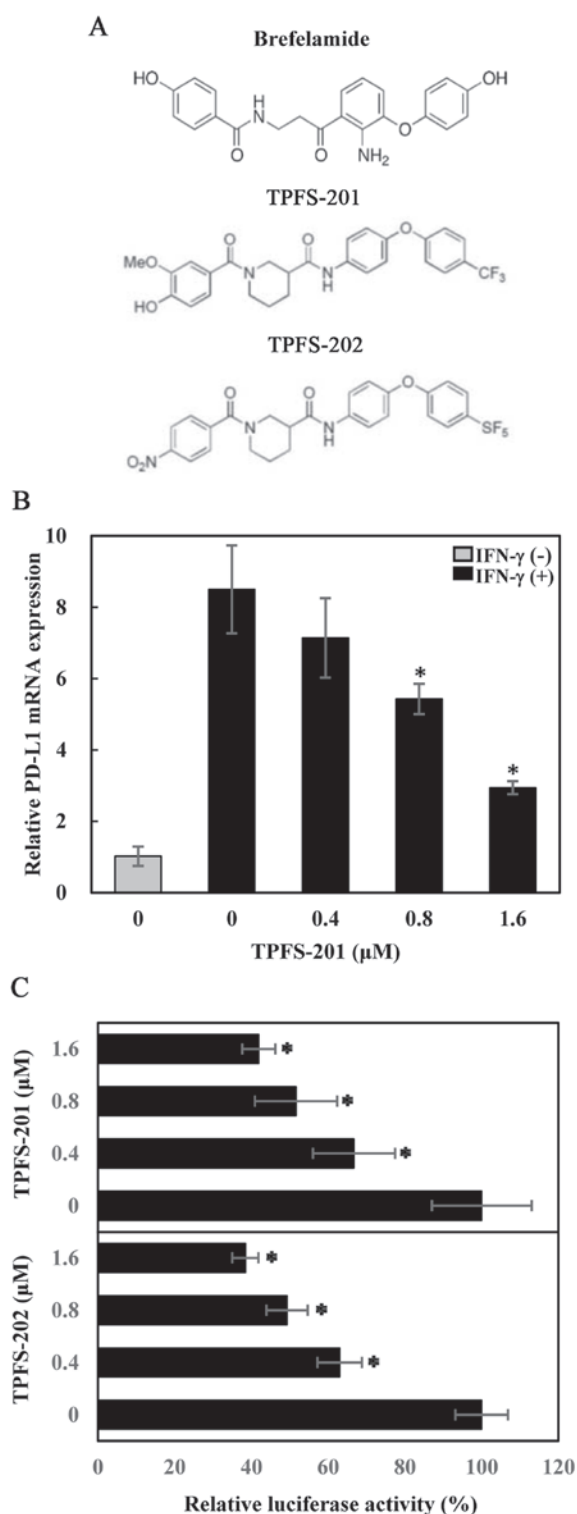 A
Brefelamide
HO
OH
H
N
O
O
NH₂
O
TPFS-201
O
O
O
MeO
N
N
H
HO
CF₃
TPFS-202
O
O
O
N
N
H
O₂N
SF₅
B
10
8
6
4
2
0
Relative PD-L1 mRNA expression
IFN-γ (-)
IFN-γ (+)
*
*
0 0 0.4 0.8 1.6
TPFS-201 (µM)
C
TPFS-201 (µM)
1.6 *
0.8 *
0.4 *
0
TPFS-202 (µM)
1.6 *
0.8 *
0.4 *
0
0 20 40 60 80 100 120
Relative luciferase activity (%)